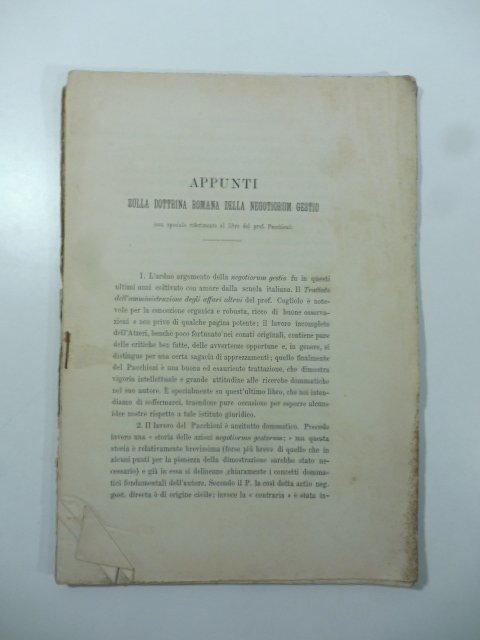 APPUNTI
SULLA DOTTRINA ROMANA DELLA NEGOTIORUM GESTIO
con speciale riferimento al libro del prof. Pacchioni
1. L'arduo argomento della negotiorum gestio fu in questi
ultimi anni coltivato con amore dalla scuola italiana. Il Trattato
dell'amministrazione degli affari altrui del prof. Cogliolo è note-
vole per la concezione organica e robusta, ricco di buone osserva-
zioni e non privo di qualche pagina potente; il lavoro incompleto
dell'Atzeri, benchè poco fortunato nei conati originali, contiene pure
delle critiche ben fatte, delle avvertenze opportune e, in genere, si
distingue per una certa sagacia di apprezzamenti; quello finalmente
del Pacchioni è una buona ed esauriente trattazione, che dimostra
vigoria intellettuale e grande attitudine alle ricerche dommatiche
nel suo autore. È specialmente su quest'ultimo libro, che noi inten-
diamo di soffermarci, traendone pure occasione per esporre alcune
idee nostre rispetto a tale istituto giuridico.
2. Il lavoro del Pacchioni è anzitutto dommatico. Precede
invero una « storia delle azioni negotiorum gestorum; » ma questa
storia è relativamente brevissima (forse più breve di quello che in
alcuni punti per la pienezza della dimostrazione sarebbe stato ne-
cessario) e già in essa si delineano chiaramente i concetti domma-
tici fondamentali dell'autore. Secondo il P. la così detta actio neg.
gest. directa è di origine civile; invece la « contraria » è stata in-